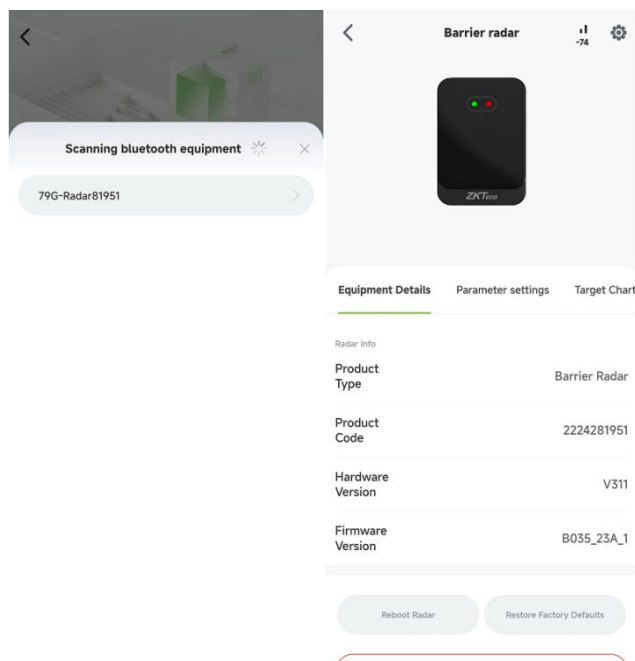 Scanning bluetooth equipment
79G-Radar81951
Barrier radar
-74
ZKTeco
Equipment Details
Parameter settings
Target Chart
Radar Info
Product
Type
Barrier Radar
Product
Code
2224281951
Hardware
Version
V311
Firmware
Version
B035_23A_1
Reboot Radar
Restore Factory Defaults